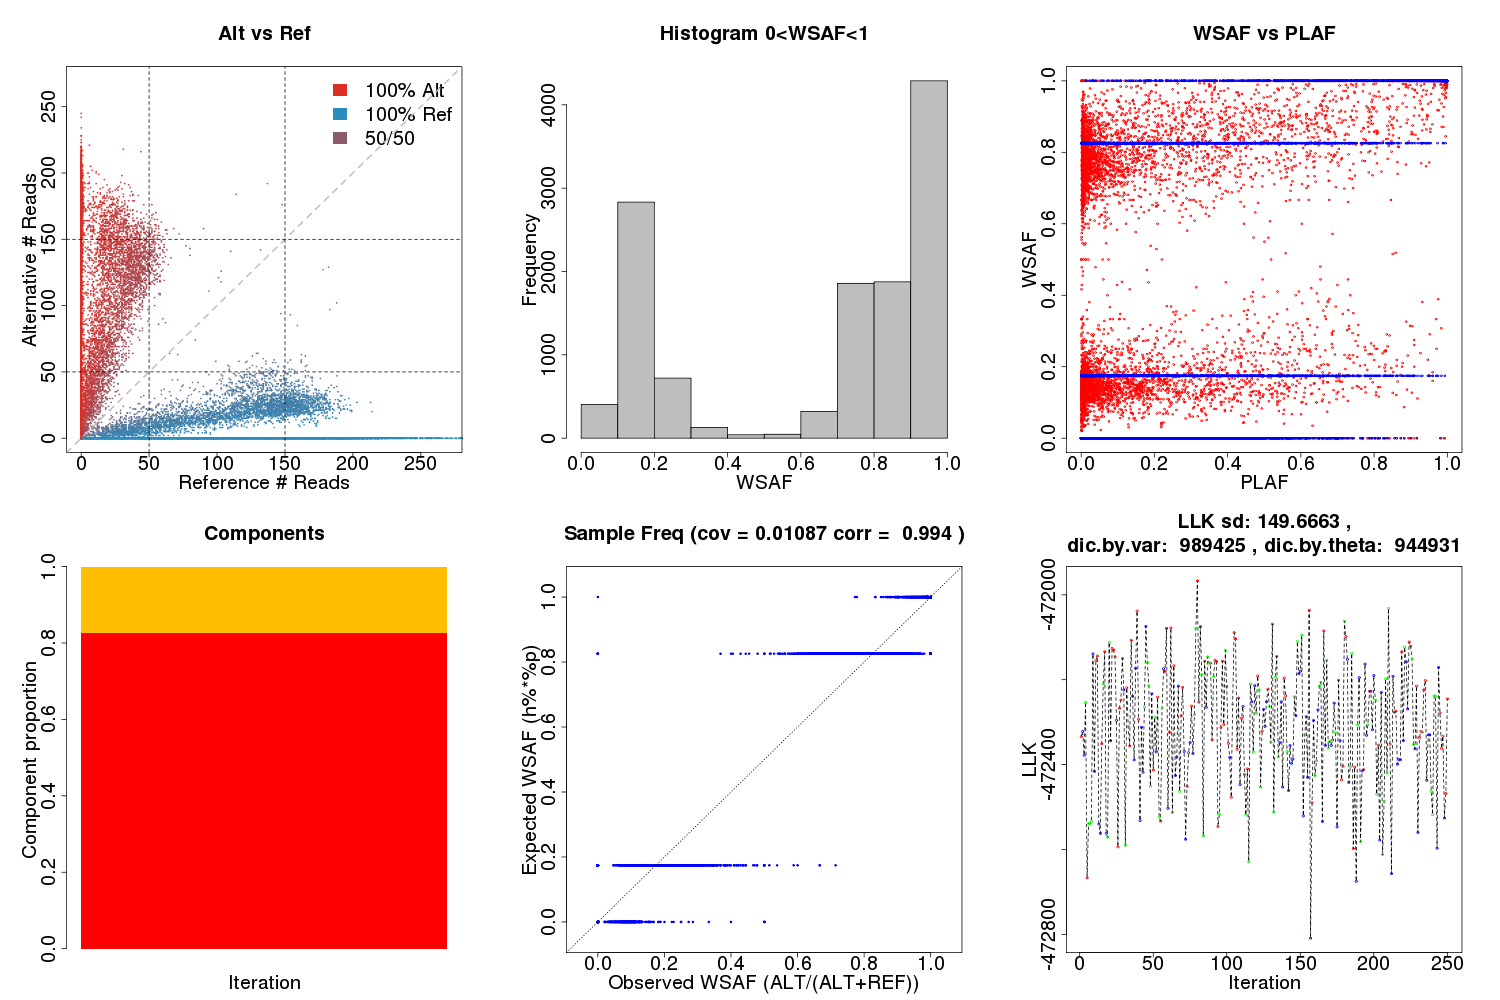 Alt vs Ref
100% Alt
100% Ref
50/50
Alternative # Reads
0 50 100 150 200 250
0 50 100 150 200 250
Reference # Reads
Histogram 0<WSAF<1
Frequency
0 1000 2000 3000 4000
0.0 0.2 0.4 0.6 0.8 1.0
WSAF
WSAF vs PLAF
WSAF
0.0 0.2 0.4 0.6 0.8 1.0
0.0 0.2 0.4 0.6 0.8 1.0
PLAF
Components
Component proportion
0.0 0.2 0.4 0.6 0.8 1.0
Iteration
Sample Freq (cov = 0.01087 corr = 0.994 )
Expected WSAF (h%*%p)
0.0 0.2 0.4 0.6 0.8 1.0
0.0 0.2 0.4 0.6 0.8 1.0
Observed WSAF (ALT/(ALT+REF))
LLK sd: 149.6663 ,
dic.by.var: 989425 , dic.by.theta: 944931
LLK
-472800 -472400 -472000
0 50 100 150 200 250
Iteration